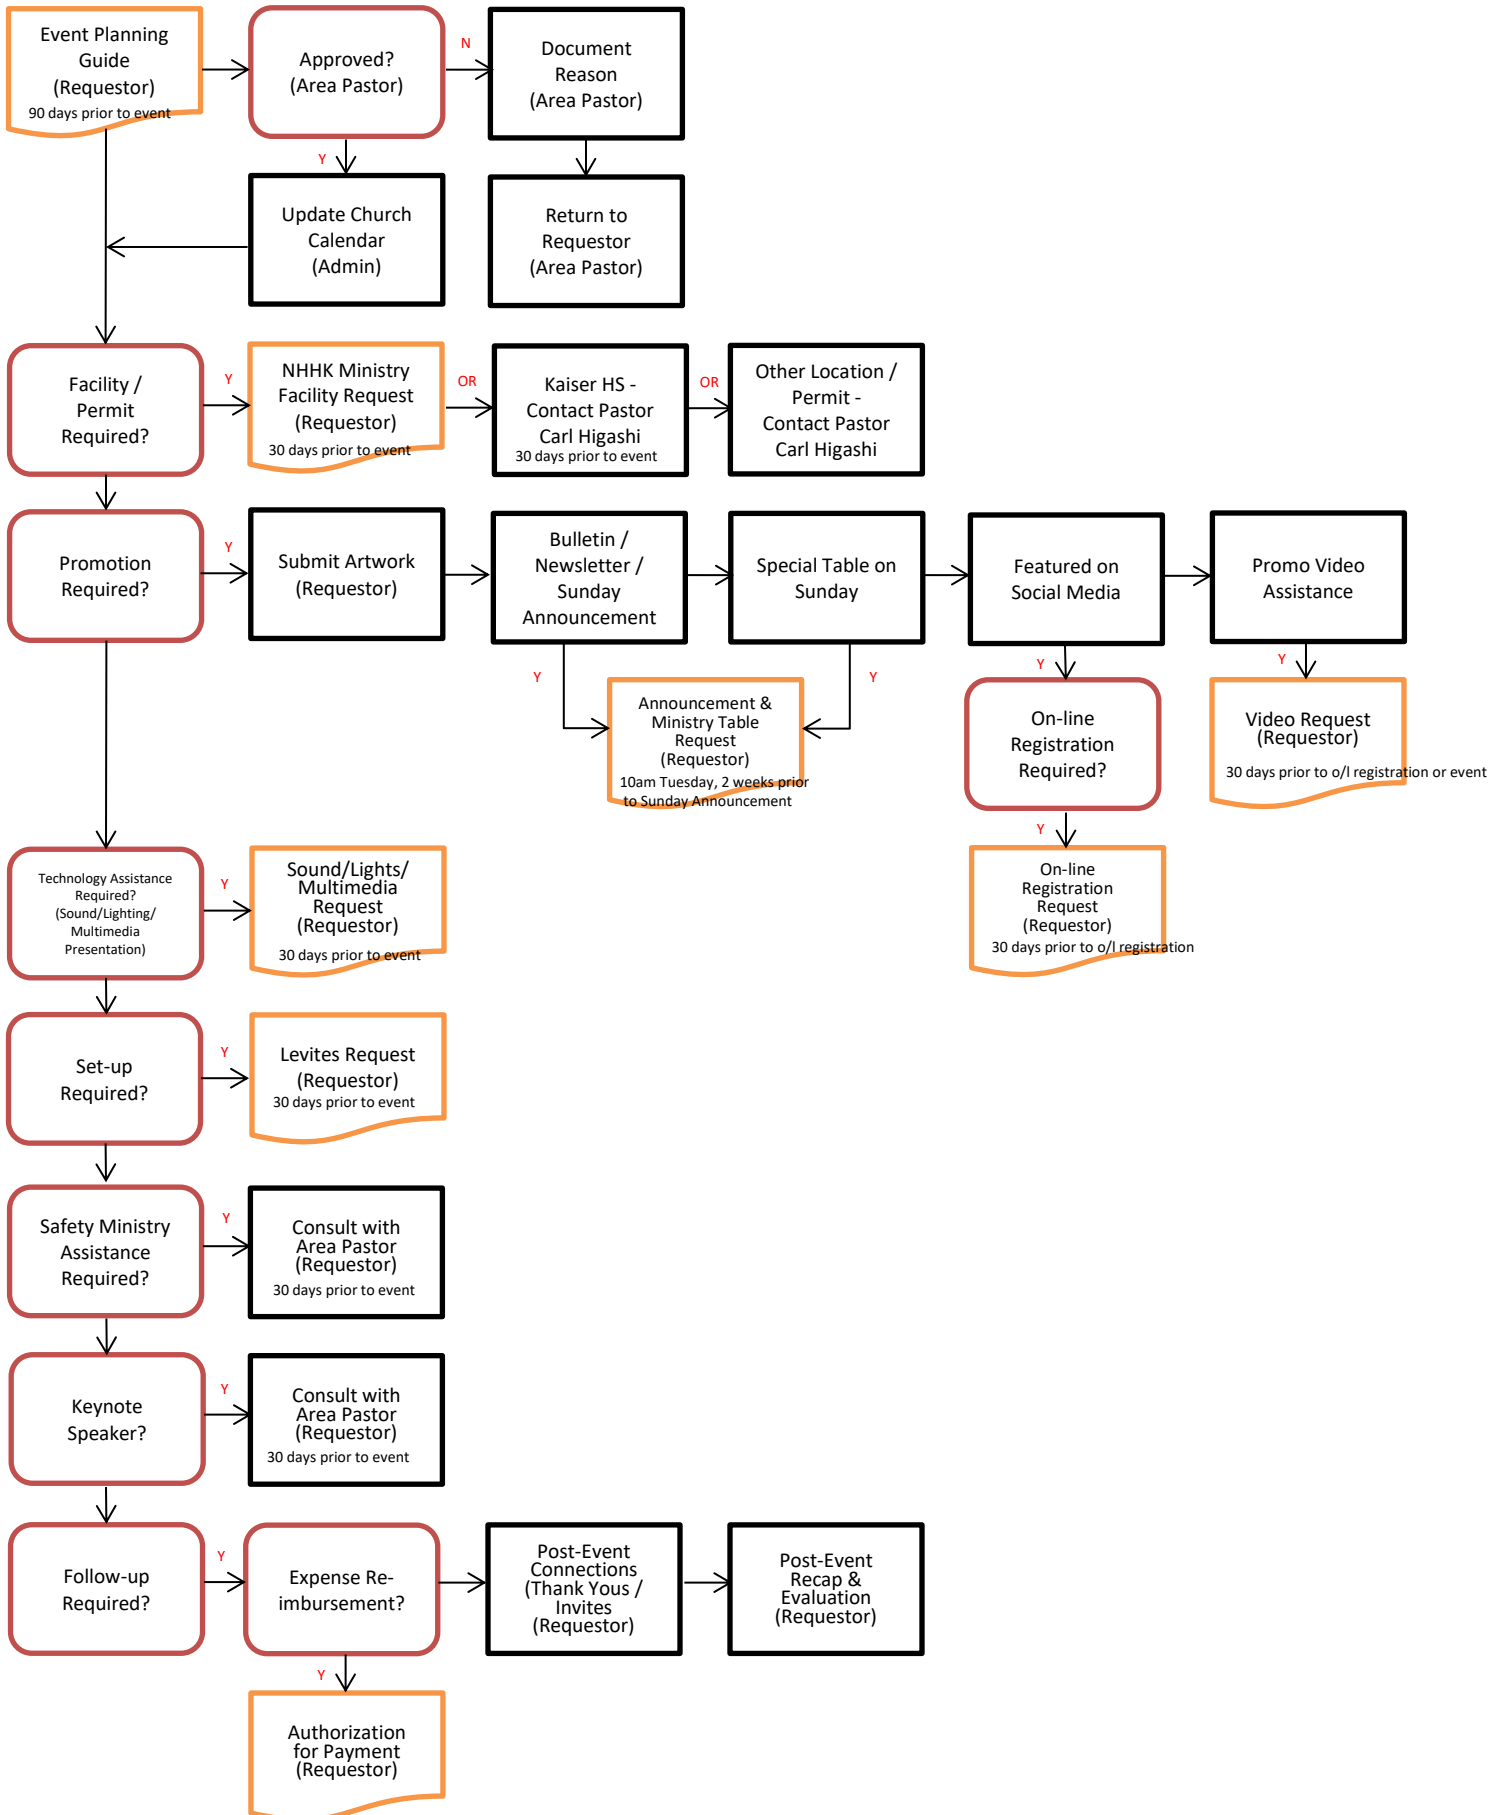 Event Planning
Guide
(Requestor)
90 days prior to event
Approved?
(Area Pastor)
N
Document
Reason
(Area Pastor)
Y
Update Church
Calendar
(Admin)
Return to
Requestor
(Area Pastor)
Facility /
Permit
Required?
Y
NHHK Ministry
Facility Request
(Requestor)
30 days prior to event
OR
Kaiser HS -
Contact Pastor
Carl Higashi
30 days prior to event
OR
Other Location /
Permit -
Contact Pastor
Carl Higashi
Promotion
Required?
Y
Submit Artwork
(Requestor)
Bulletin /
Newsletter /
Sunday
Announcement
Special Table on
Sunday
Featured on
Social Media
Promo Video
Assistance
Y
Announcement &
Ministry Table
Request
(Requestor)
10am Tuesday, 2 weeks prior
to Sunday Announcement
Y
Y
On-line
Registration
Required?
Y
Video Request
(Requestor)
30 days prior to o/l registration or event
Y
On-line
Registration
Request
(Requestor)
30 days prior to o/l registration
Technology Assistance
Required?
(Sound/Lighting/
Multimedia
Presentation)
Y
Sound/Lights/
Multimedia
Request
(Requestor)
30 days prior to event
Set-up
Required?
Y
Levites Request
(Requestor)
30 days prior to event
Safety Ministry
Assistance
Required?
Y
Consult with
Area Pastor
(Requestor)
30 days prior to event
Keynote
Speaker?
Y
Consult with
Area Pastor
(Requestor)
30 days prior to event
Follow-up
Required?
Y
Expense Re-
imbursement?
Post-Event
Connections
(Thank Yous /
Invites
(Requestor)
Post-Event
Recap &
Evaluation
(Requestor)
Y
Authorization
for Payment
(Requestor)